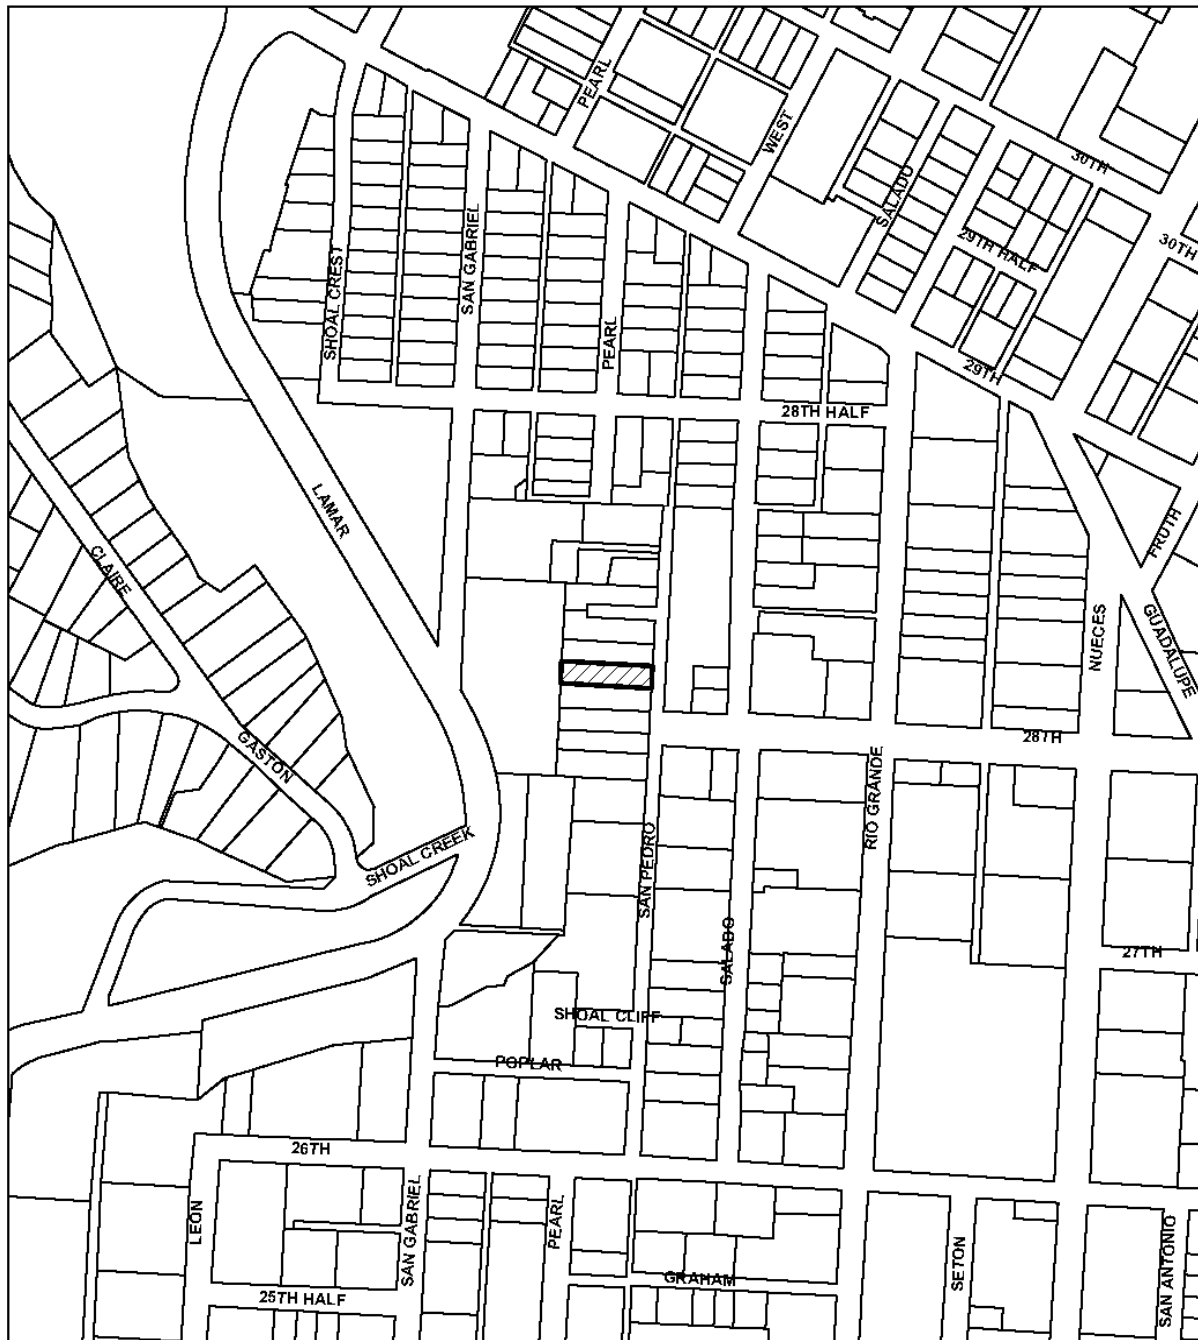 PEARL
WEST
30TH
SALADO
30TH
29TH HALF
SAN GABRIEL
SHOAL CREST
PEARL
29TH
28TH HALF
LAMAR
FRUTH
CLAIRE
NUECES
GUADALUPE
28TH
GASTON
RIO GRANDE
SHOAL CREEK
SAN PEDRO
SALADO
27TH
SHOAL CLIFF
POPLAR
26TH
LEON
SAN GABRIEL
PEARL
SETON
SAN ANTONIO
GRAHAM
25TH HALF